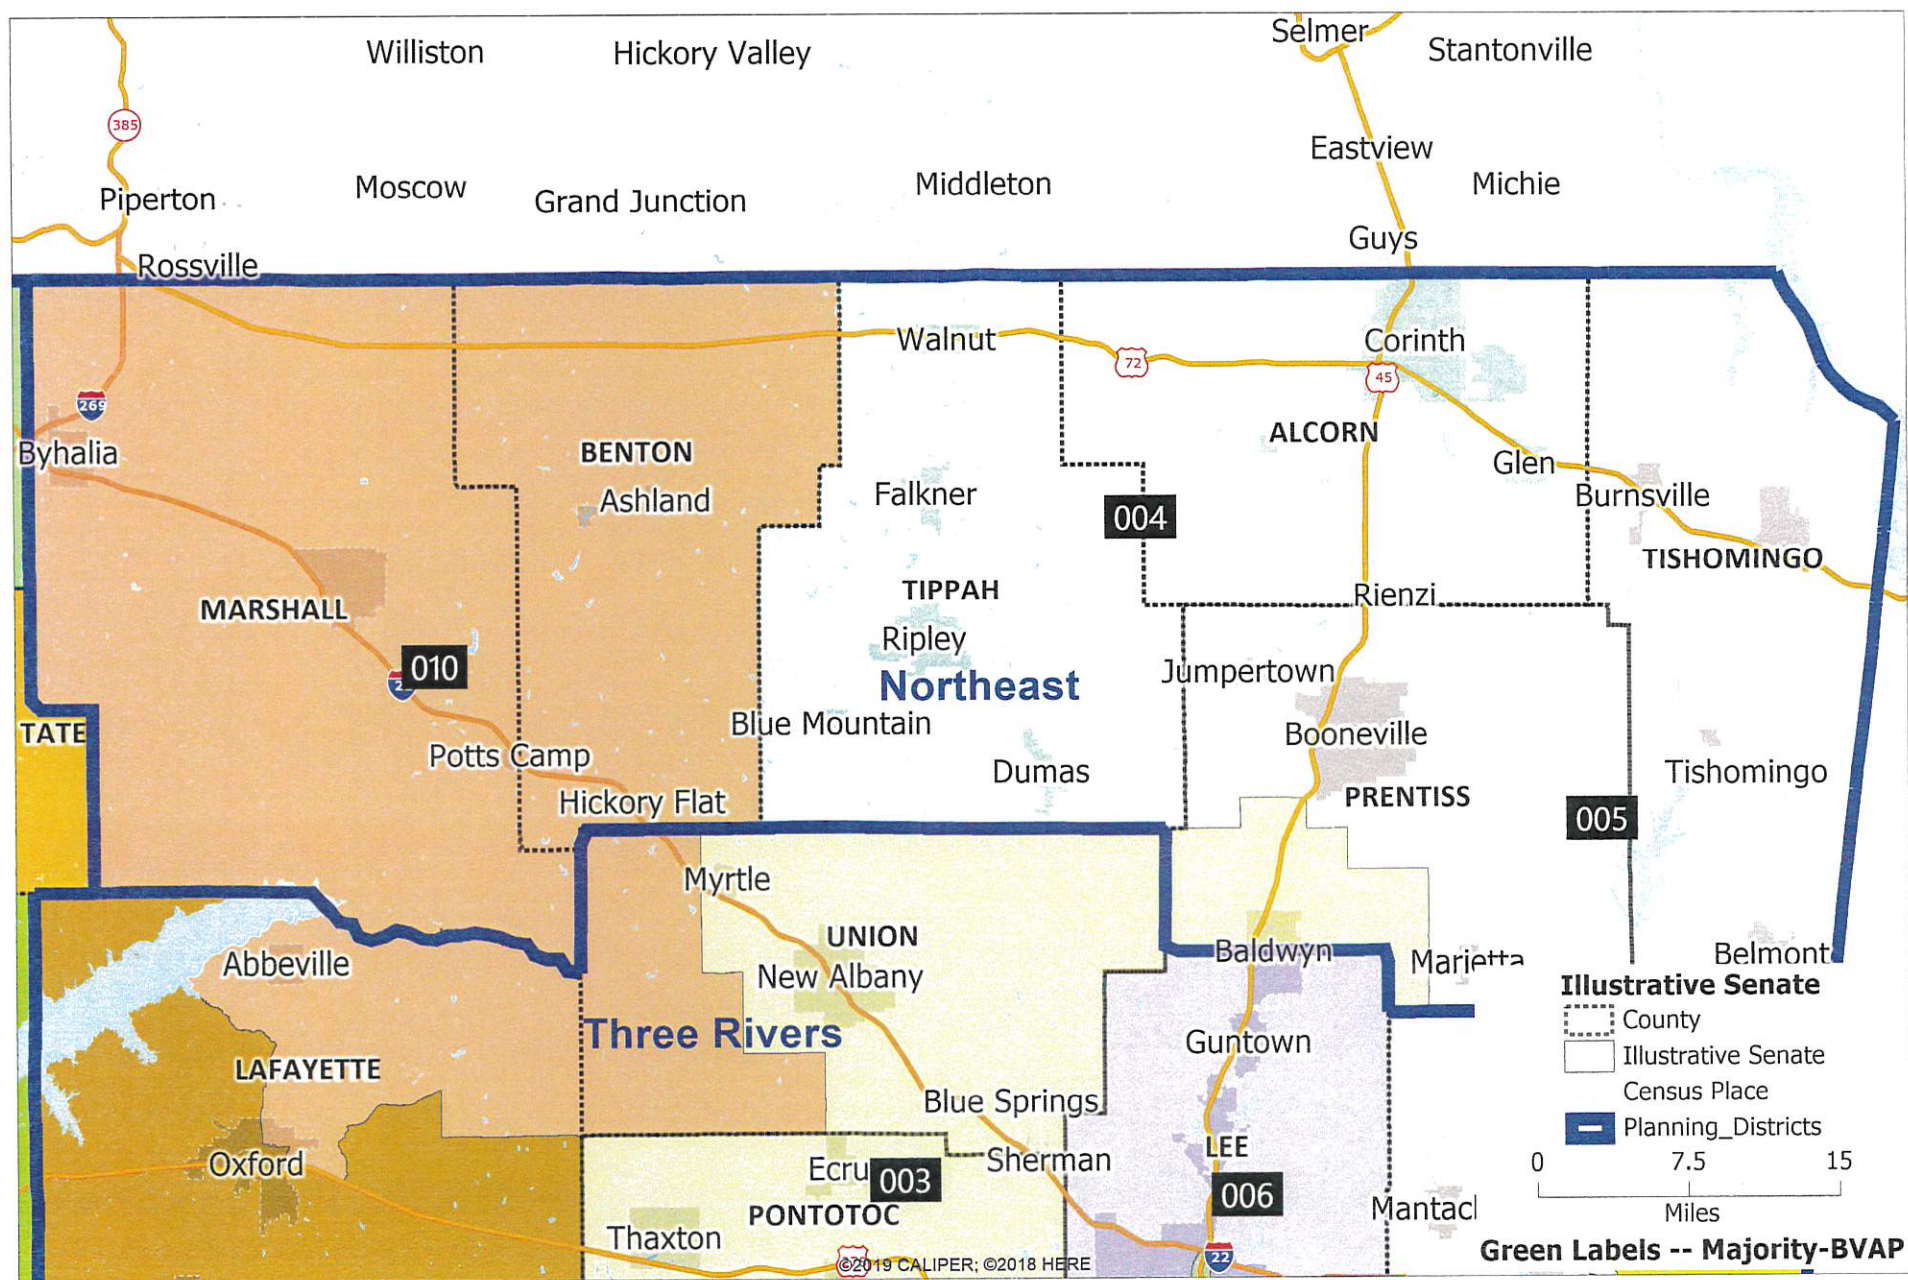 Selmer
Williston
Hickory Valley
Stantonville
385
Eastview
Moscow
Middleton
Michie
Piperton
Grand Junction
Guys
Rossville
Walnut
Corinth
72
45
269
ALCORN
Byhalia
BENTON
Glen
Ashland
Falkner
Burnsville
004
TISHOMINGO
MARSHALL
TIPPAH
Rienzi
Ripley
010
Jumpertown
Northeast
TATE
Blue Mountain
Booneville
Potts Camp
Dumas
Tishomingo
PRENTISS
Hickory Flat
005
Myrtle
UNION
Baldwyn
Belmont
Abbeville
New Albany
Marietta
Illustrative Senate
County
Three Rivers
Guntown
Illustrative Senate
LAFAYETTE
Census Place
Blue Springs
Planning_Districts
LEE
Oxford
Sherman
0 7.5 15
Ecru
003
006
PONTOTOC
Mantacl
Miles
Thaxton
22
Green Labels -- Majority-BVAP
©2019 CALIPER; ©2018 HERE